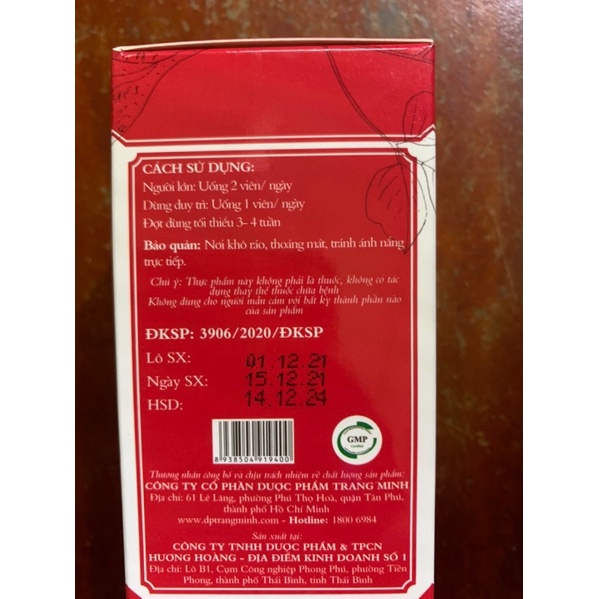 CÁCH SỬ DỤNG:
Người lớn: Uống 2 viên/ ngày
Dùng duy trì: Uống 1 viên/ ngày
Đợt dùng tối thiểu 3- 4 tuần
Bảo quản: Nơi khô ráo, thoáng mát, tránh ánh nắng
trực tiếp.
Chú ý: Thực phẩm này không phải là thuốc, không có tác
dụng thay thế thuốc chữa bệnh
Không dùng cho người mẫn cảm với bất kỳ thành phần nào
của sản phẩm
ĐKSP: 3906/2020/ĐKSP
Lô SX: 01.12.21
Ngày SX: 15.12.21
HSD: 14.12.24
GMP
Certified
8 938504 919400
Thương nhân công bố và chịu trách nhiệm về chất lượng sản phẩm:
CÔNG TY CỔ PHẦN DƯỢC PHẨM TRANG MINH
Địa chỉ: 61 Lê Lăng, phường Phú Thọ Hoà, quận Tân Phú,
thành phố Hồ Chí Minh
www.dptrangminh.com - Hotline: 1800 6984
Sản xuất tại:
CÔNG TY TNHH DƯỢC PHẨM & TPCN
HƯƠNG HOÀNG - ĐỊA ĐIỂM KINH DOANH SỐ 1
Địa chỉ: Lô B1, Cụm Công nghiệp Phong Phú, phường Tiền
Phong, thành phố Thái Bình, tỉnh Thái Bình